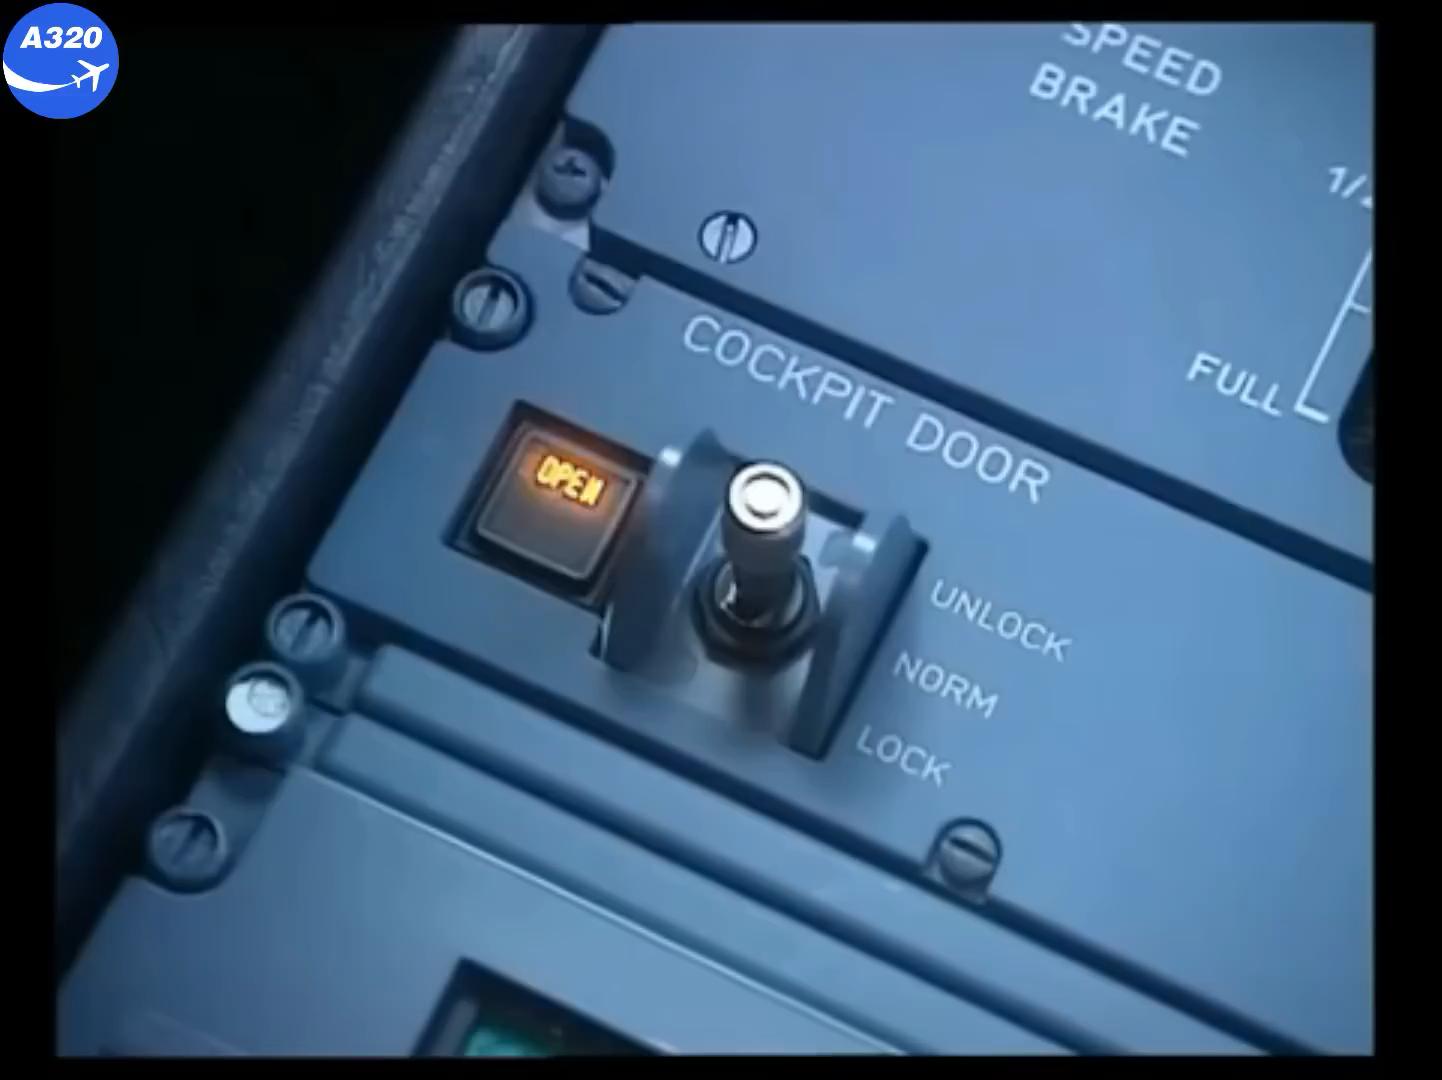 A320
SPEED
BRAKE
FULL
COCKPIT DOOR
OPEN
UNLOCK
NORM
LOCK